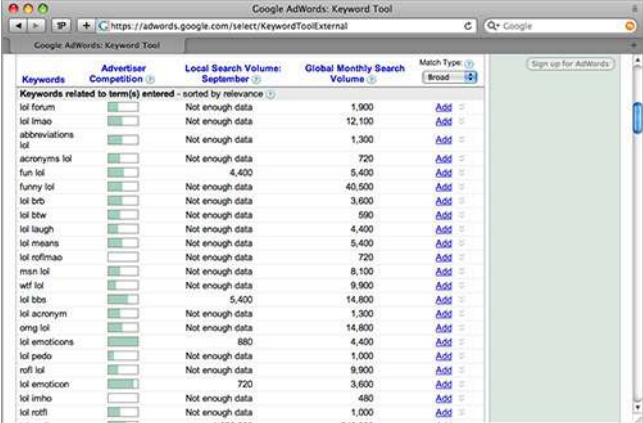 Google AdWords: Keyword Tool
https://adwords.google.com/select/KeywordToolExternal
Google
Google AdWords: Keyword Tool
Keywords Advertiser Competition Local Search Volume: September Global Monthly Search Volume Match Type: Broad
Sign up for AdWords
Keywords related to term(s) entered - sorted by relevance
lol forum Not enough data 1,900 Add
lol lmao Not enough data 12,100 Add
abbreviations lol Not enough data 1,300 Add
acronyms lol Not enough data 720 Add
fun lol 4,400 5,400 Add
funny lol Not enough data 40,500 Add
lol brb Not enough data 3,600 Add
lol btw Not enough data 590 Add
lol laugh Not enough data 4,400 Add
lol means Not enough data 5,400 Add
lol roflmao Not enough data 720 Add
msn lol Not enough data 8,100 Add
wtf lol Not enough data 9,900 Add
lol bbs 5,400 14,800 Add
lol acronym Not enough data 1,300 Add
omg lol Not enough data 14,800 Add
lol emoticons 880 4,400 Add
lol pedo Not enough data 1,000 Add
rofl lol Not enough data 9,900 Add
lol emoticon 720 3,600 Add
lol imho Not enough data 480 Add
lol rotfl Not enough data 1,000 Add